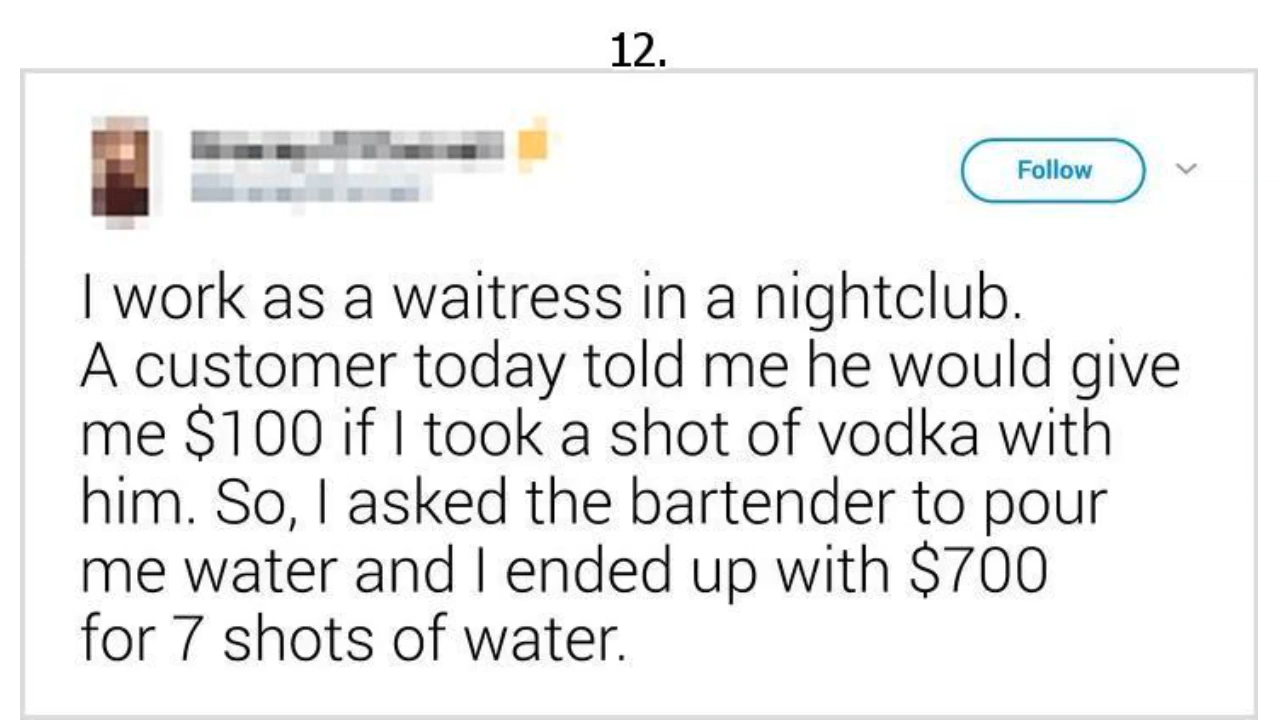 12.
Follow
I work as a waitress in a nightclub.
A customer today told me he would give
me $100 if I took a shot of vodka with
him. So, I asked the bartender to pour
me water and I ended up with $700
for 7 shots of water.